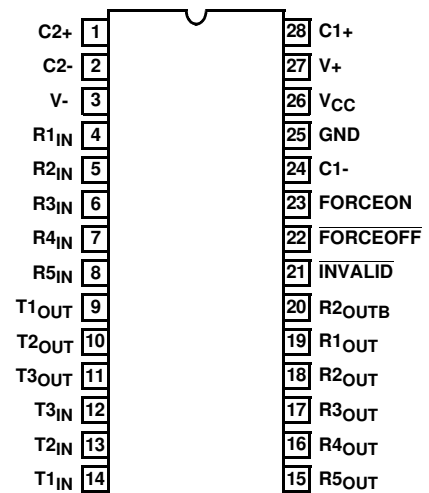 C2+ 1 28 C1+
C2- 2 27 V+
V- 3 26 VCC
R1IN 4 25 GND
R2IN 5 24 C1-
R3IN 6 23 FORCEON
R4IN 7 22 FORCEOFF
R5IN 8 21 INVALID
T1OUT 9 20 R2OUTB
T2OUT 10 19 R1OUT
T3OUT 11 18 R2OUT
T3IN 12 17 R3OUT
T2IN 13 16 R4OUT
T1IN 14 15 R5OUT